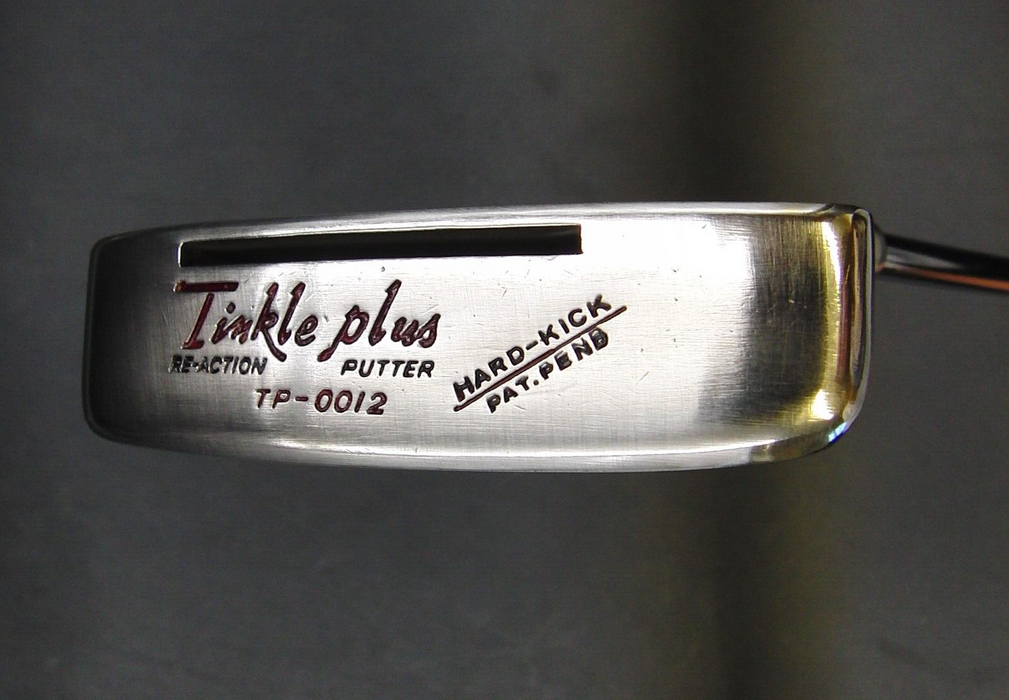 Tinkle plus
RE-ACTION PUTTER
TP-0012
HARD-KICK
PAT.PEND